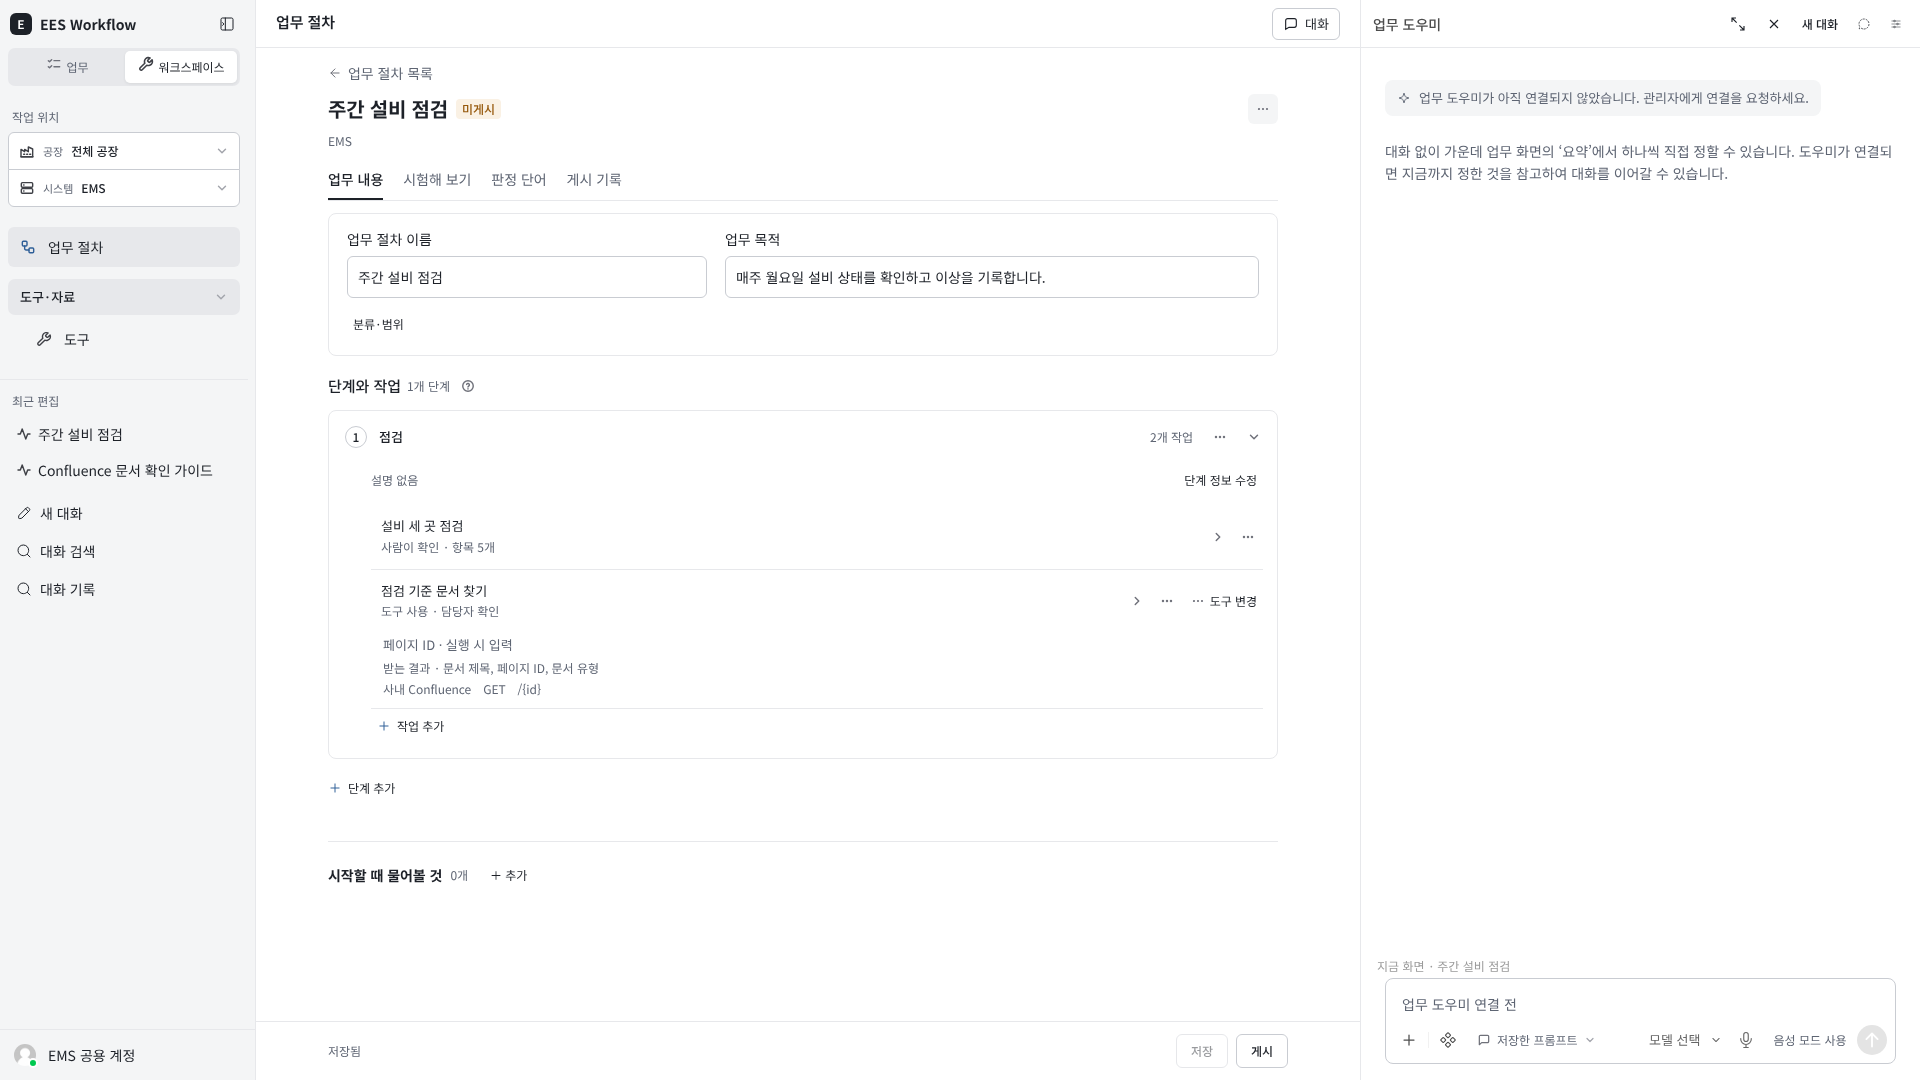 E EES Workflow
업무
워크스페이스
작업 위치
공장 전체 공장
시스템 EMS
업무 절차
도구·자료
도구
최근 편집
주간 설비 점검
Confluence 문서 확인 가이드
새 대화
대화 검색
대화 기록
EMS 공용 계정
업무 절차
대화
업무 절차 목록
주간 설비 점검 미게시
EMS
업무 내용 시험해 보기 판정 단어 게시 기록
업무 절차 이름
주간 설비 점검
업무 목적
매주 월요일 설비 상태를 확인하고 이상을 기록합니다.
분류·범위
단계와 작업 1개 단계
1 점검 2개 작업
설명 없음 단계 정보 수정
설비 세 곳 점검
사람이 확인 · 항목 5개
점검 기준 문서 찾기
도구 사용 · 담당자 확인
도구 변경
페이지 ID · 실행 시 입력
받는 결과 · 문서 제목, 페이지 ID, 문서 유형
사내 Confluence GET /{id}
작업 추가
단계 추가
시작할 때 물어볼 것 0개 추가
저장됨 저장 게시
업무 도우미 새 대화
업무 도우미가 아직 연결되지 않았습니다. 관리자에게 연결을 요청하세요.
대화 없이 가운데 업무 화면의 ‘요약’에서 하나씩 직접 정할 수 있습니다. 도우미가 연결되
면 지금까지 정한 것을 참고하여 대화를 이어갈 수 있습니다.
지금 화면 · 주간 설비 점검
업무 도우미 연결 전
저장한 프롬프트 모델 선택 음성 모드 사용